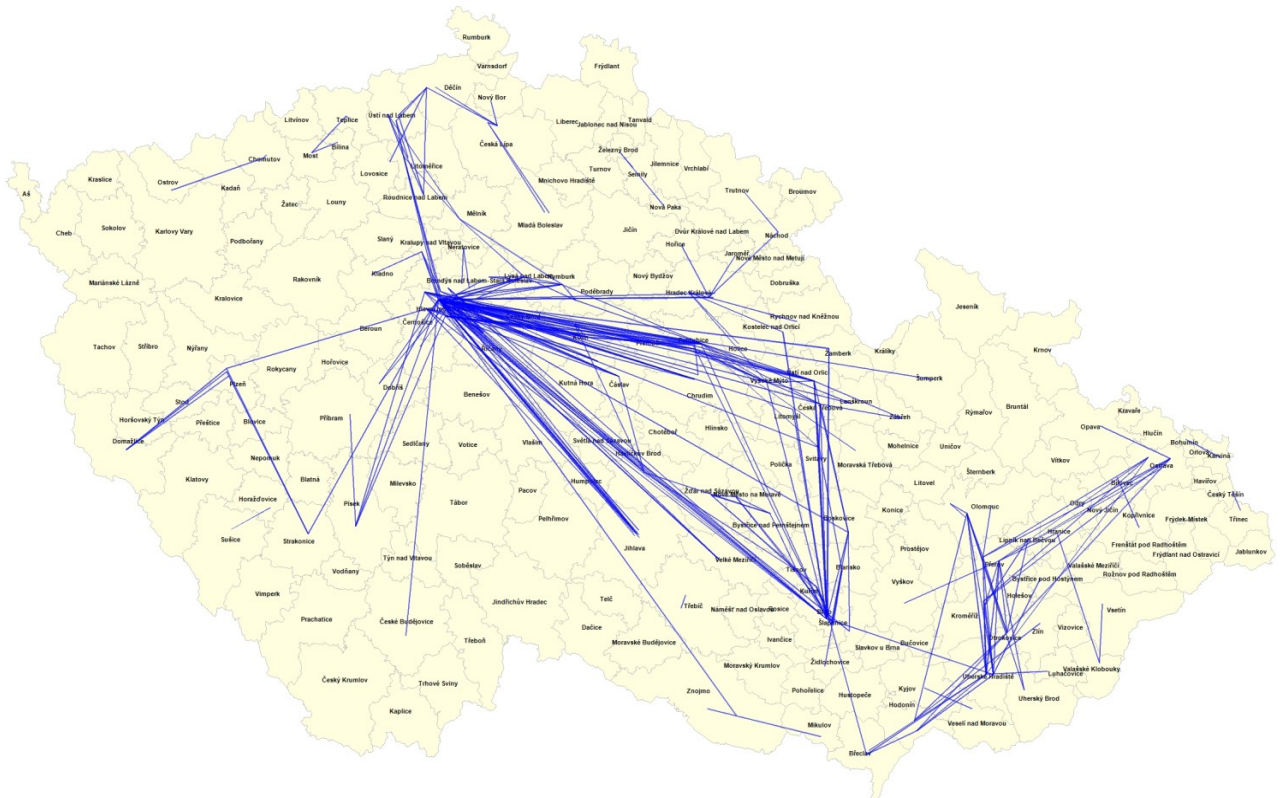 Rumburk
Varnsdorf
Frýdlant
Děčín
Nový Bor
Litvínov
Teplice
Ústí nad Labem
Liberec
Jablonec nad Nisou
Tanvald
Most
Bílina
Česká Lípa
Železný Brod
Chomutov
Litoměřice
Lovosice
Turnov
Semily
Jilemnice
Vrchlabí
Kraslice
Ostrov
Kadaň
Mnichovo Hradiště
Trutnov
Broumov
Aš
Žatec
Louny
Roudnice nad Labem
Mělník
Mladá Boleslav
Nová Paka
Cheb
Sokolov
Karlovy Vary
Podbořany
Slaný
Kralupy nad Vltavou
Neratovice
Jičín
Dvůr Králové nad Labem
Náchod
Hořice
Jaroměř
Nové Město nad Metují
Mariánské Lázně
Rakovník
Kladno
Brandýs nad Labem-Stará Boleslav
Lysá nad Labem
Nymburk
Nový Bydžov
Dobruška
Kralovice
Poděbrady
Hradec Králové
Jeseník
Beroun
Černošice
Rychnov nad Kněžnou
Kostelec nad Orlicí
Tachov
Stříbro
Nýřany
Hořovice
Říčany
Holice
Žamberk
Králíky
Krnov
Rokycany
Plzeň
Dobříš
Kutná Hora
Čáslav
Ústí nad Orlicí
Vysoké Mýto
Šumperk
Stod
Benešov
Chrudim
Česká Třebová
Lanškroun
Rýmařov
Bruntál
Kravaře
Horšovský Týn
Přeštice
Blovice
Příbram
Litomyšl
Zábřeh
Opava
Hlučín
Domažlice
Sedlčany
Votice
Vlašim
Světlá nad Sázavou
Chotěboř
Hlinsko
Mohelnice
Uničov
Bohumín
Orlová
Karviná
Nepomuk
Havlíčkův Brod
Svitavy
Polička
Moravská Třebová
Vítkov
Ostrava
Klatovy
Blatná
Milevsko
Humpolec
Pacov
Žďár nad Sázavou
Nové Město na Moravě
Šternberk
Litovel
Bílovec
Havířov
Český Těšín
Horažďovice
Písek
Tábor
Pelhřimov
Bystřice nad Pernštejnem
Boskovice
Konice
Olomouc
Odry
Nový Jičín
Kopřivnice
Frýdek-Místek
Třinec
Sušice
Strakonice
Jihlava
Prostějov
Lipník nad Bečvou
Hranice
Frenštát pod Radhoštěm
Frýdlant nad Ostravicí
Jablunkov
Týn nad Vltavou
Soběslav
Velké Meziříčí
Tišnov
Blansko
Přerov
Valašské Meziříčí
Rožnov pod Radhoštěm
Vodňany
Vimperk
Vyškov
Bystřice pod Hostýnem
Holešov
Kuřim
Jindřichův Hradec
Telč
Třebíč
Náměšť nad Oslavou
Rosice
Brno
Šlapanice
Kroměříž
Vsetín
Prachatice
České Budějovice
Dačice
Třeboň
Moravské Budějovice
Ivančice
Slavkov u Brna
Bučovice
Otrokovice
Zlín
Vizovice
Židlochovice
Moravský Krumlov
Uherské Hradiště
Luhačovice
Valašské Klobouky
Český Krumlov
Trhové Sviny
Znojmo
Pohořelice
Hustopeče
Kyjov
Hodonín
Uherský Brod
Kaplice
Mikulov
Veselí nad Moravou
Břeclav